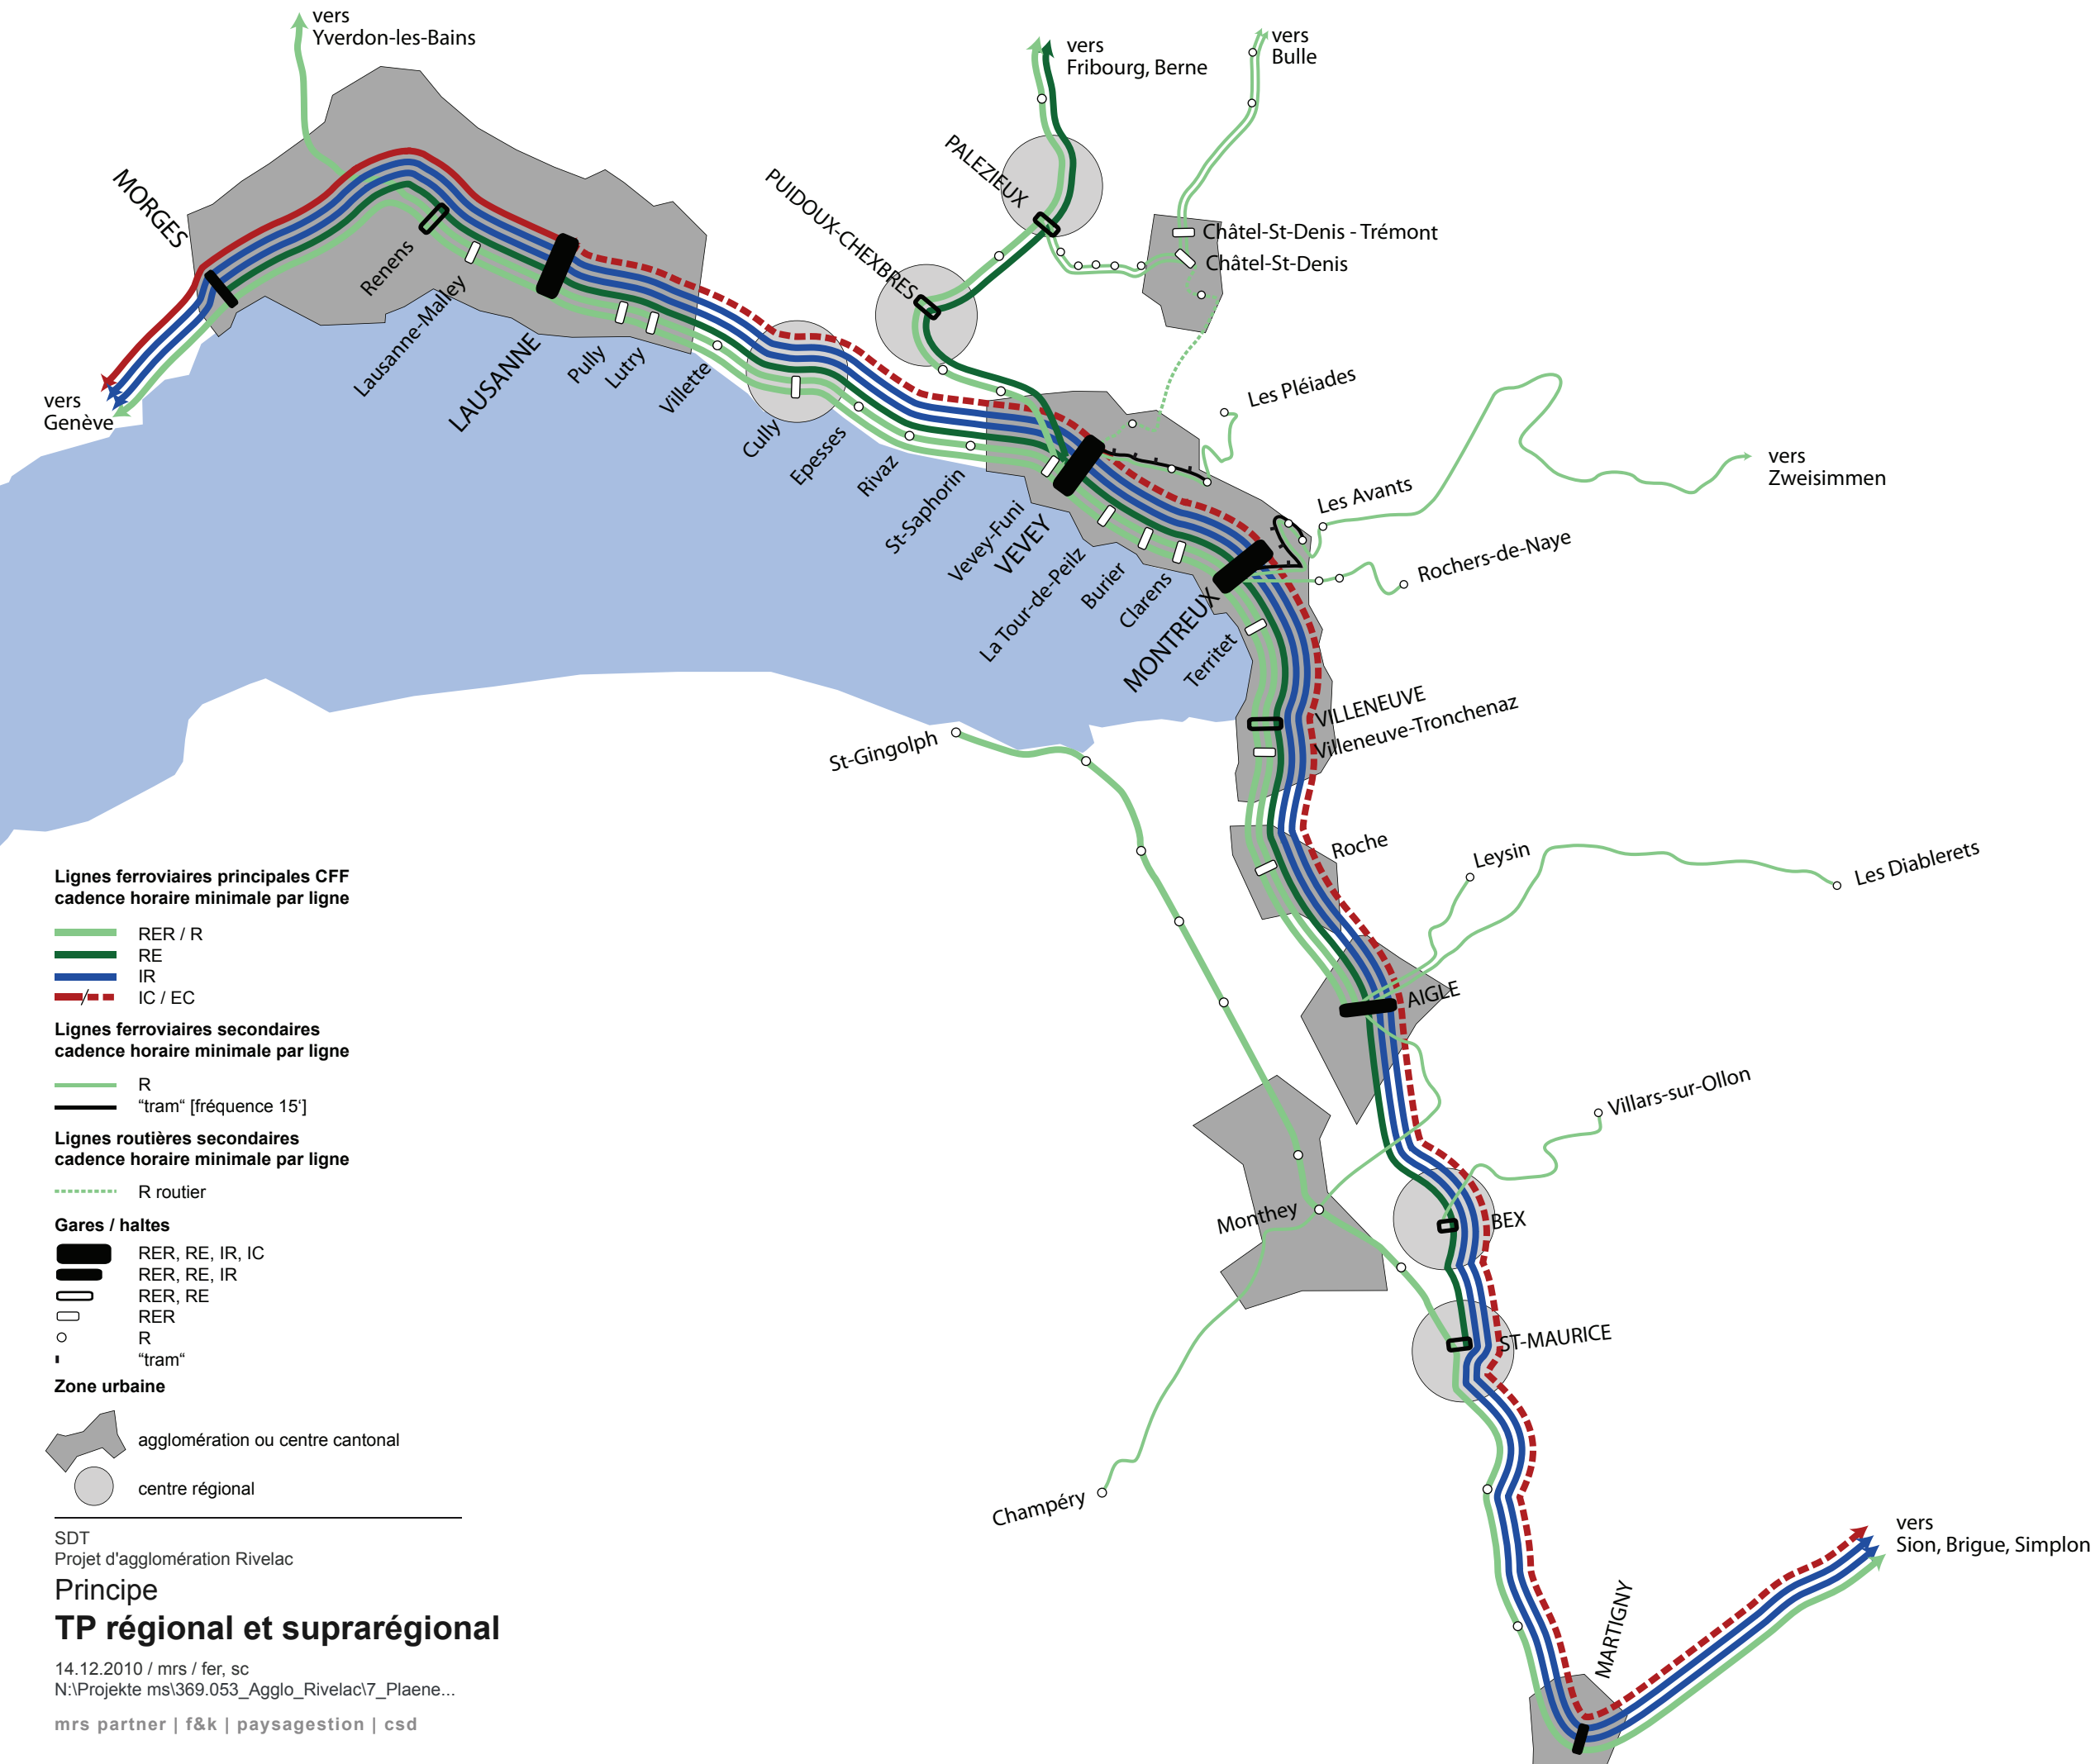 vers
Yverdon-les-Bains
vers
Fribourg, Berne
vers
Bulle
MORGES
PALEZIEUX
PUIDOUX-CHEXBRES
Châtel-St-Denis - Trémont
Châtel-St-Denis
Renens
Lausanne-Malley
LAUSANNE
Pully
Lutry
Villette
Cully
Epesses
Rivaz
St-Saphorin
Vevey-Funi
VEVEY
La Tour-de-Peilz
Burier
Clarens
MONTREUX
Territet
vers
Genève
Les Pléiades
Les Avants
vers
Zweisimmen
Rochers-de-Naye
VILLENEUVE
Villeneuve-Tronchenaz
St-Gingolph
Roche
Leysin
Les Diablerets
AIGLE
Villars-sur-Ollon
Monthey
BEX
ST-MAURICE
Champéry
MARTIGNY
vers
Sion, Brigue, Simplon
Lignes ferroviaires principales CFF
cadence horaire minimale par ligne
RER / R
RE
IR
IC / EC
Lignes ferroviaires secondaires
cadence horaire minimale par ligne
R
“tram“ [fréquence 15‘]
Lignes routières secondaires
cadence horaire minimale par ligne
R routier
Gares / haltes
RER, RE, IR, IC
RER, RE, IR
RER, RE
RER
R
“tram“
Zone urbaine
agglomération ou centre cantonal
centre régional
SDT
Projet d'agglomération Rivelac
Principe
TP régional et suprarégional
14.12.2010 / mrs / fer, sc
N:\Projekte ms\369.053_Agglo_Rivelac\7_Plaene...
mrs partner | f&k | paysagestion | csd